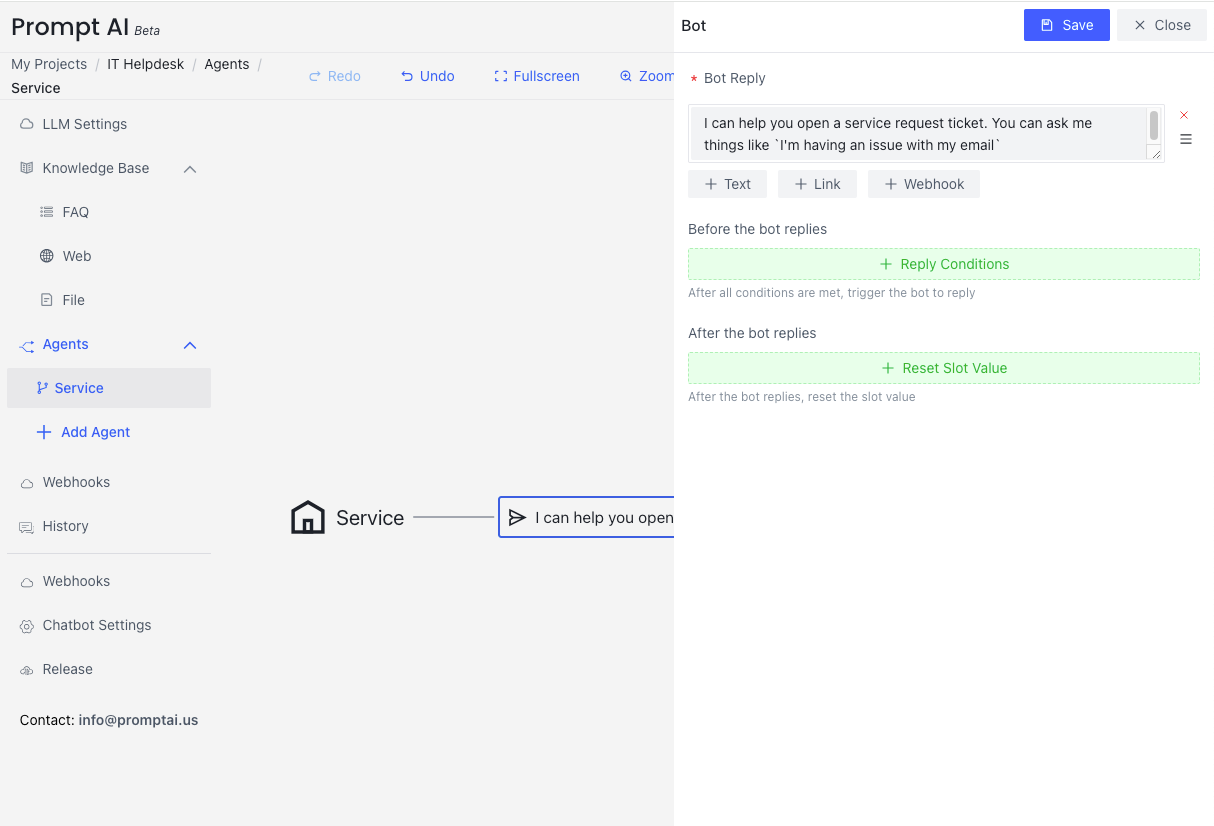 Prompt AI Beta
My Projects / IT Helpdesk / Agents /
Service
Redo
Undo
Fullscreen
Zoom
LLM Settings
Knowledge Base
FAQ
Web
File
Agents
Service
Add Agent
Webhooks
History
Webhooks
Chatbot Settings
Release
Contact: info@promptai.us
Service
I can help you open
Bot
Save
Close
* Bot Reply
I can help you open a service request ticket. You can ask me
things like `I'm having an issue with my email`
+ Text
+ Link
+ Webhook
Before the bot replies
+ Reply Conditions
After all conditions are met, trigger the bot to reply
After the bot replies
+ Reset Slot Value
After the bot replies, reset the slot value